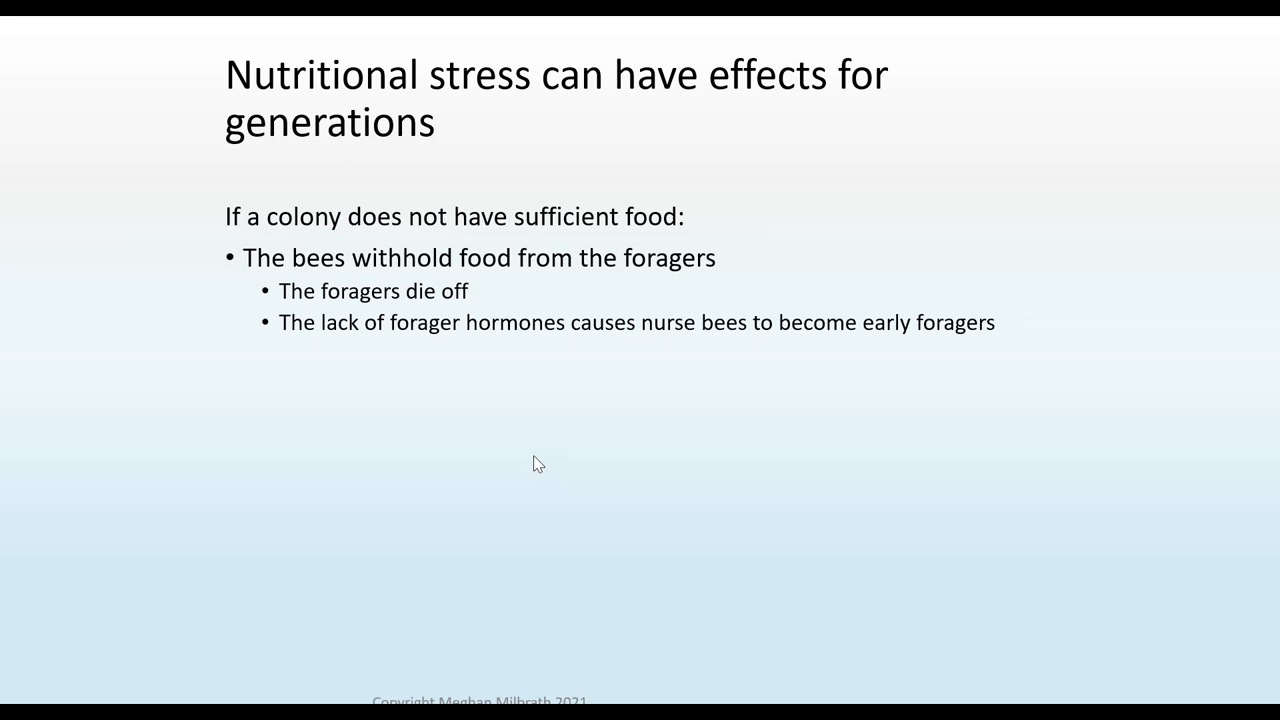 Nutritional stress can have effects for
generations
If a colony does not have sufficient food:
• The bees withhold food from the foragers
• The foragers die off
• The lack of forager hormones causes nurse bees to become early foragers
Copyright Meghan Milbrath 2021